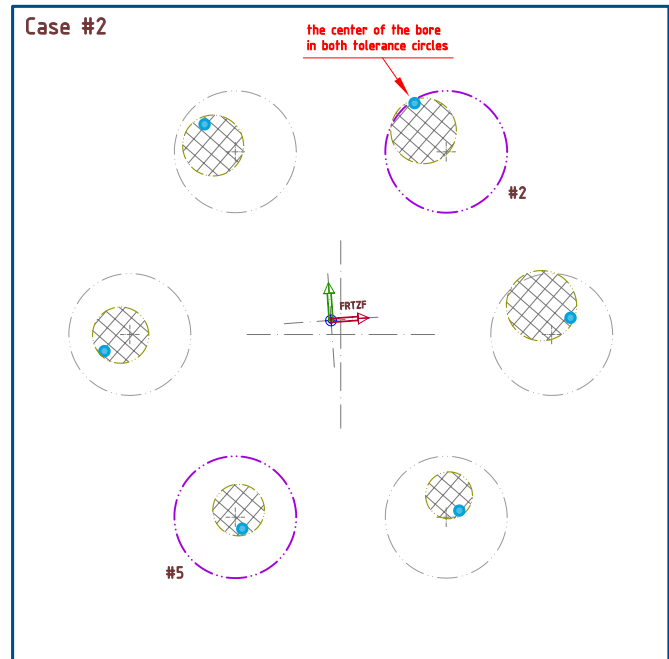 Case #2
the center of the bore
in both tolerance circles
#2
FRTZF
#5